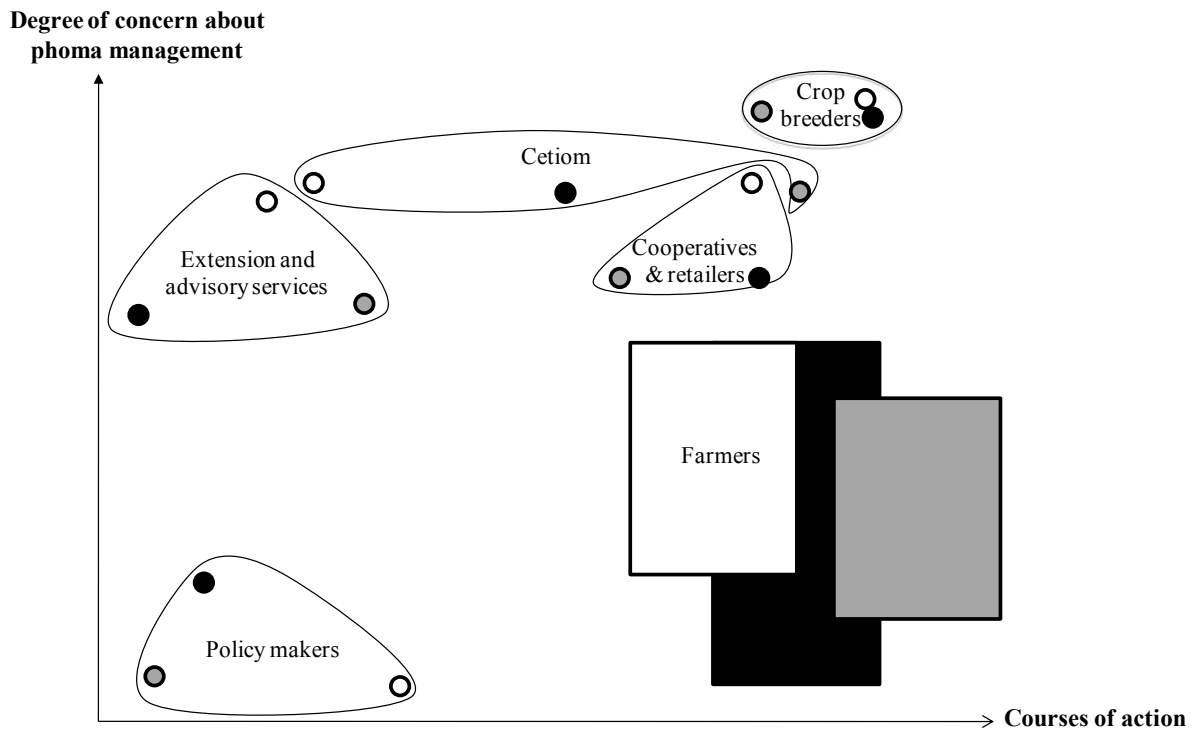 Degree of concern about
phoma management
Crop
breeders
Cetiom
Extension and
advisory services
Cooperatives
& retailers
Farmers
Policy makers
Courses of action